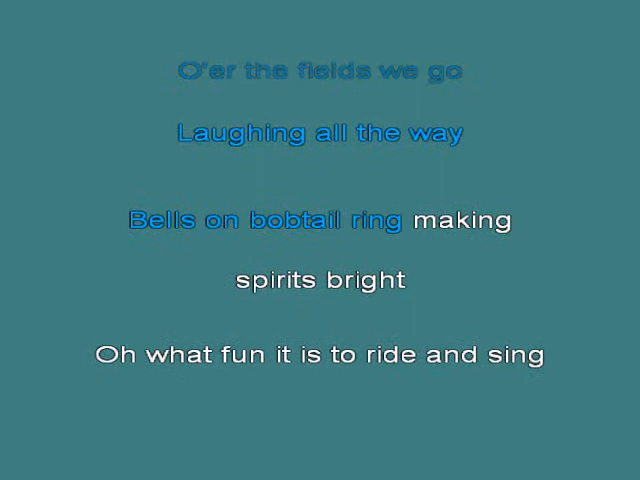 O'er the fields we go
Laughing all the way
Bells on bobtail ring making
spirits bright
Oh what fun it is to ride and sing